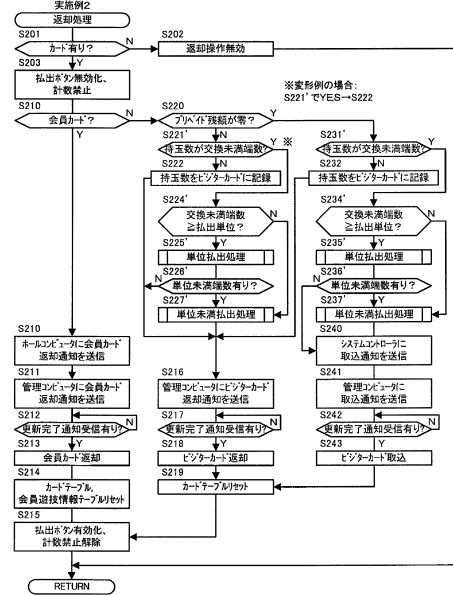 実施例2
返却処理
S201
カード有り?
N
Y
S202
返却操作無効
S203
払出ボタン無効化、
計数禁止
S210
会員カード?
N
Y
S220
プリペイド残額が零?
Y
N
※変形例の場合:
S221'でYES→S222
S221'
持玉数が交換未満端数?
Y
※
N
S222
持玉数をビジターカードに記録
S224'
交換未満端数
≧払出単位?
N
Y
S225'
単位払出処理
S226'
単位未満端数有り?
N
Y
S227'
単位未満払出処理
S231'
持玉数が交換未満端数?
Y
N
S232
持玉数をビジターカードに記録
S234'
交換未満端数
≧払出単位?
N
Y
S235'
単位払出処理
S236'
単位未満端数有り?
N
Y
S237'
単位未満払出処理
S210
ホールコンピュータに会員カード
返却通知を送信
S211
管理コンピュータに会員カード
返却通知を送信
S212
更新完了通知受信有り?
N
Y
S213
会員カード返却
S214
カードテーブル,
会員遊技情報テーブルリセット
S215
払出ボタン有効化、
計数禁止解除
S216
管理コンピュータにビジターカード
返却通知を送信
S217
更新完了通知受信有り?
N
Y
S218
ビジターカード返却
S219
カードテーブルリセット
S240
システムコントローラに
取込通知を送信
S241
管理コンピュータに
取込通知を送信
S242
更新完了通知受信有り?
N
Y
S243
ビジターカード取込
RETURN